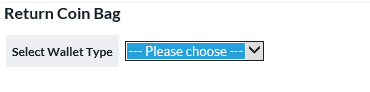 Return Coin Bag
Select Wallet Type --- Please choose ---